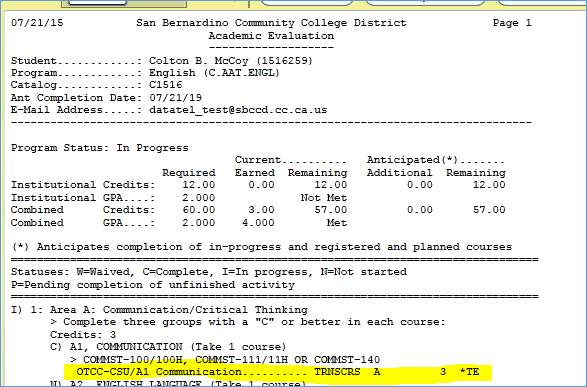 07/21/15 San Bernardino Community College District Page 1
Academic Evaluation
-------------------
Student............: Colton B. McCoy (1516259)
Program............: English (C.AAT.ENGL)
Catalog............: C1516
Ant Completion Date: 07/21/19
E-Mail Address.....: datatel_test@sbccd.cc.ca.us
-------------------------------------------------------------------------------
Program Status: In Progress
Current.......... Anticipated(*).......
Required Earned Remaining Additional Remaining
Institutional Credits: 12.00 0.00 12.00 0.00 12.00
Institutional GPA....: 2.000 Not Met
Combined Credits: 60.00 3.00 57.00 0.00 57.00
Combined GPA....: 2.000 4.000 Met
(*) Anticipates completion of in-progress and registered and planned courses
================================================================================
Statuses: W=Waived, C=Complete, I=In progress, N=Not started
P=Pending completion of unfinished activity
================================================================================
I) 1: Area A: Communication/Critical Thinking
> Complete three groups with a "C" or better in each course:
Credits: 3
C) A1, COMMUNICATION (Take 1 course)
> COMMST-100/100H, COMMST-111/11H OR COMMST-140
OTCC-CSU/A1 Communication.......... TRNSCRS A 3 *TE
N) A2, ENGLISH LANGUAGE (Take 1 course)